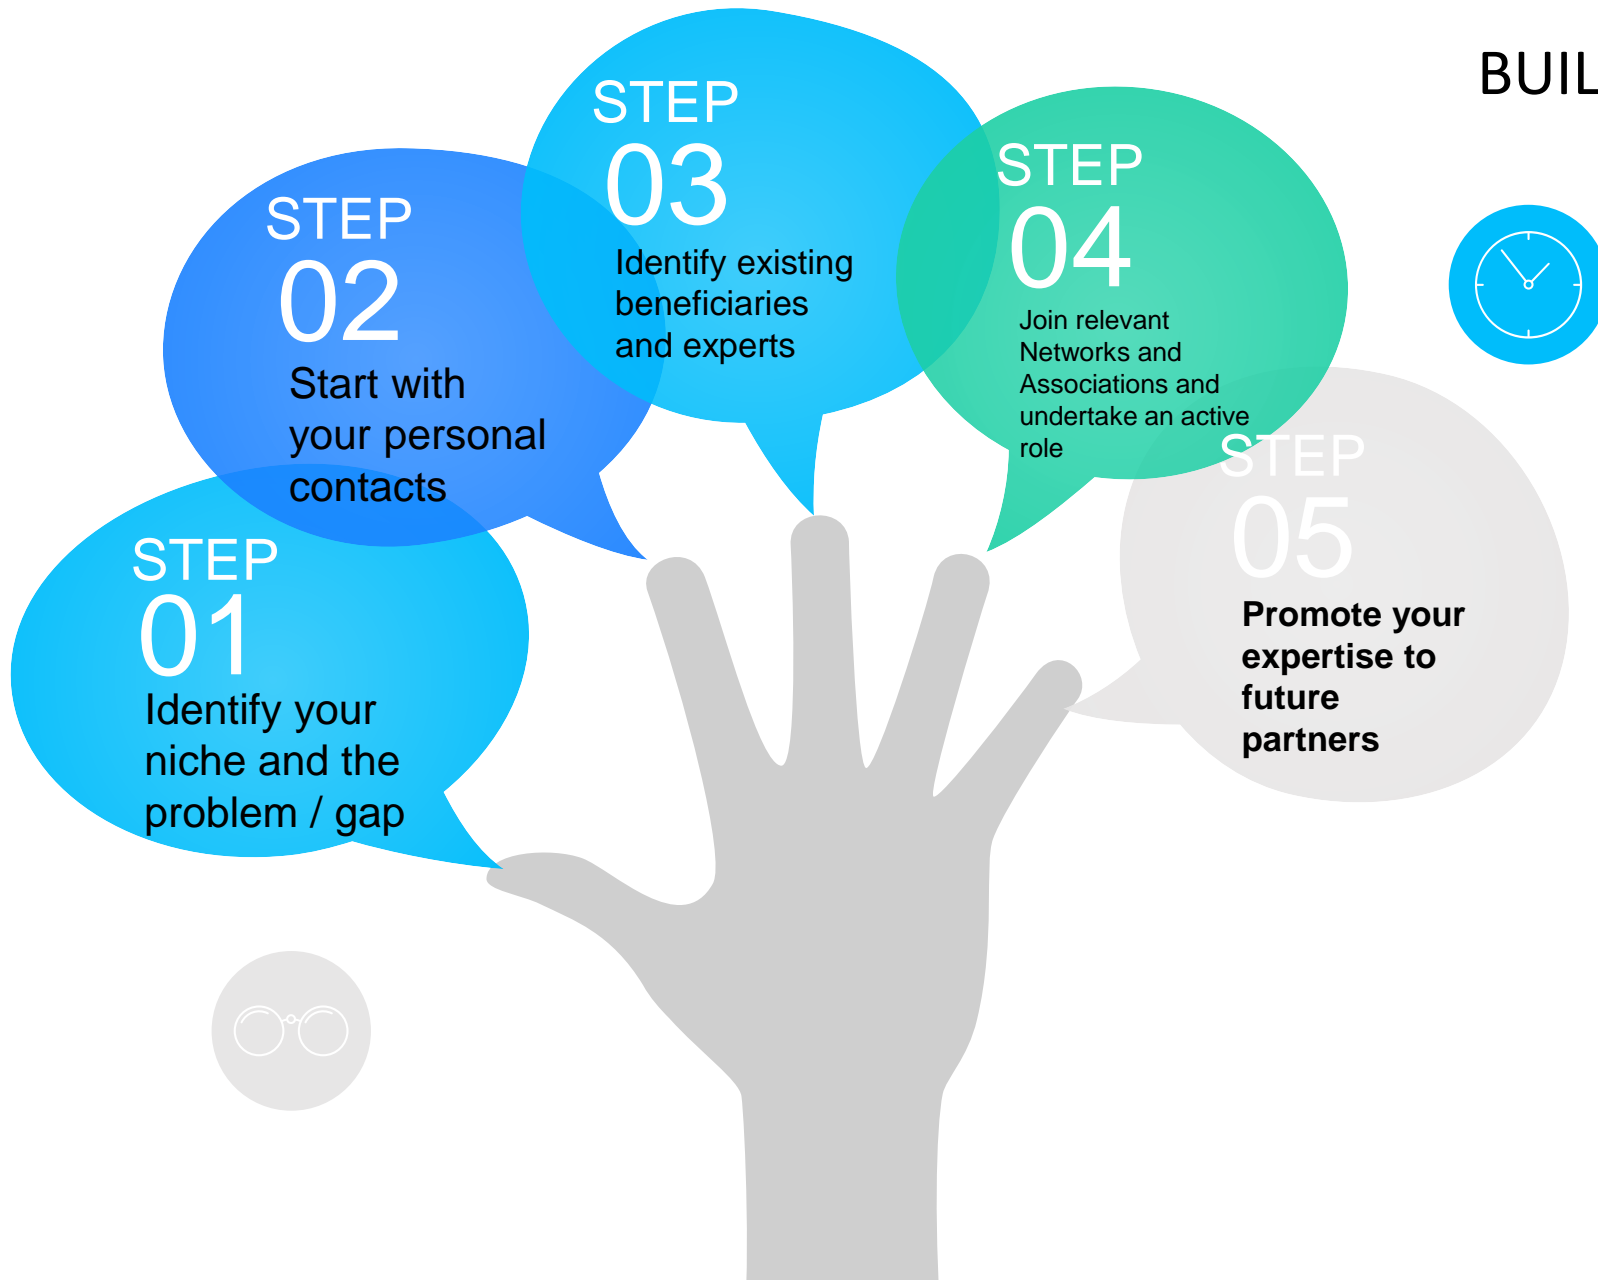 STEP
01
Identify your
niche and the
problem / gap
STEP
02
Start with
your personal
contacts
STEP
03
Identify existing
beneficiaries
and experts
STEP
04
Join relevant
Networks and
Associations and
undertake an active
role
STEP
05
Promote your
expertise to
future
partners
BUIL